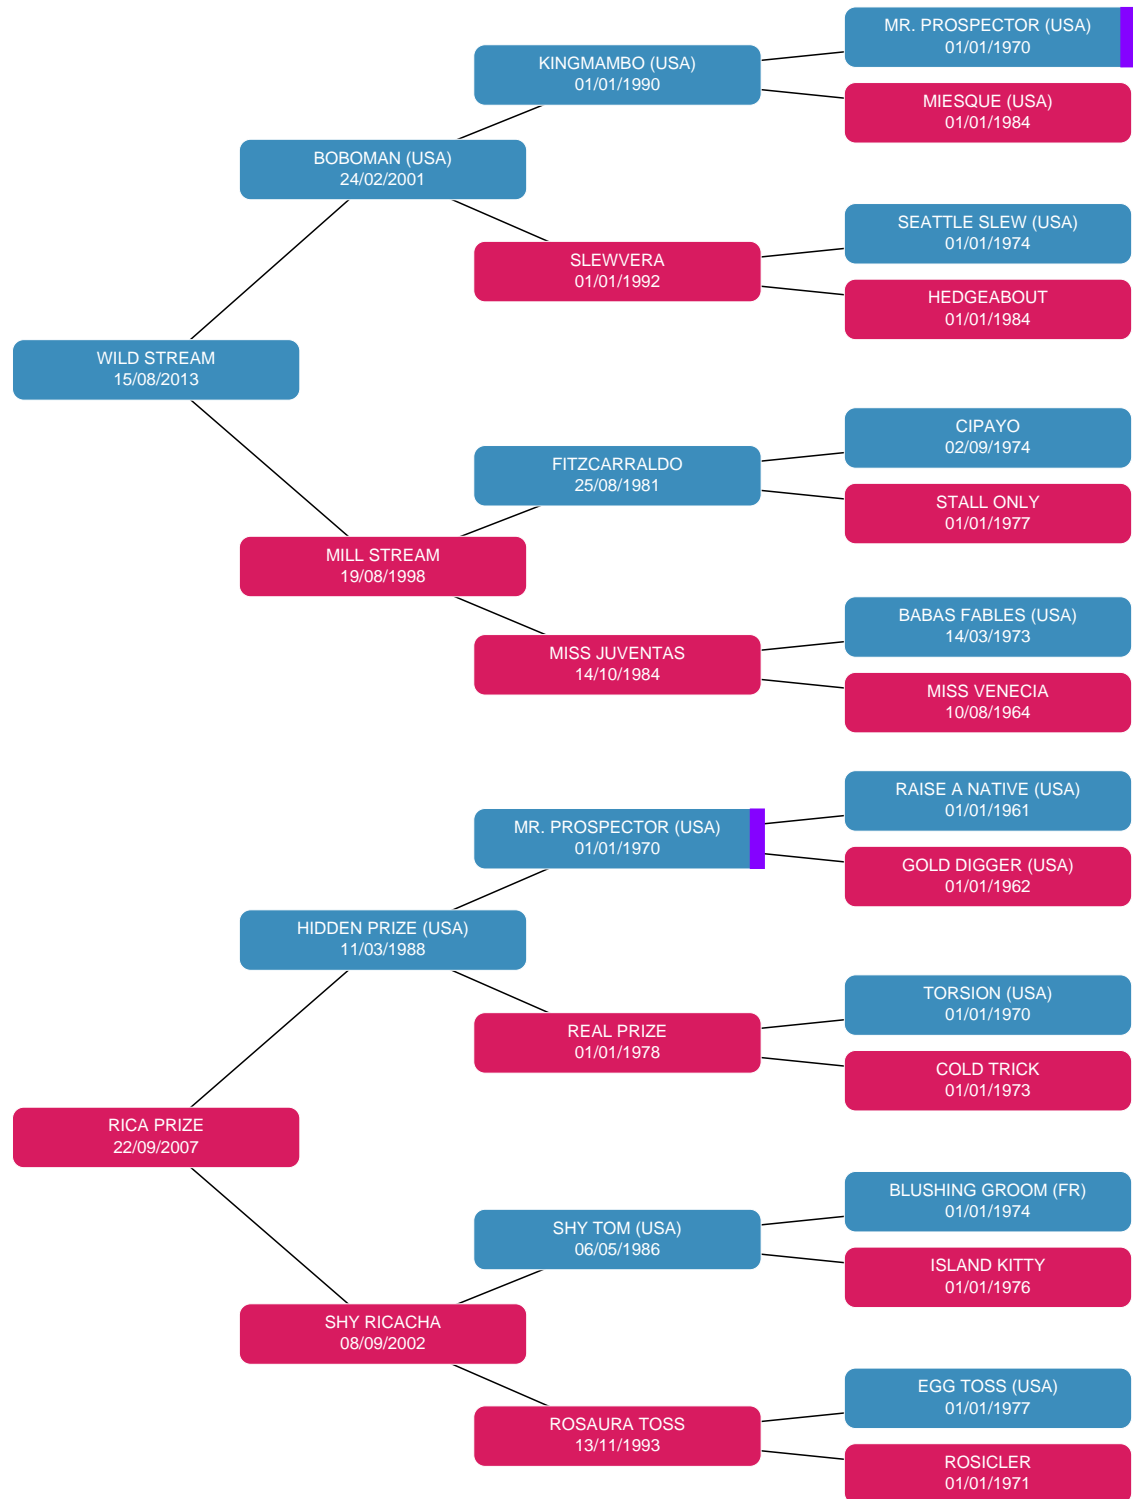 MR. PROSPECTOR (USA)
01/01/1970
KINGMAMBO (USA)
01/01/1990
MIESQUE (USA)
01/01/1984
BOBOMAN (USA)
24/02/2001
SEATTLE SLEW (USA)
01/01/1974
SLEWVERA
01/01/1992
HEDGEABOUT
01/01/1984
WILD STREAM
15/08/2013
CIPAYO
02/09/1974
FITZCARRALDO
25/08/1981
STALL ONLY
01/01/1977
MILL STREAM
19/08/1998
BABAS FABLES (USA)
14/03/1973
MISS JUVENTAS
14/10/1984
MISS VENECIA
10/08/1964
RAISE A NATIVE (USA)
01/01/1961
MR. PROSPECTOR (USA)
01/01/1970
GOLD DIGGER (USA)
01/01/1962
HIDDEN PRIZE (USA)
11/03/1988
TORSION (USA)
01/01/1970
REAL PRIZE
01/01/1978
COLD TRICK
01/01/1973
RICA PRIZE
22/09/2007
BLUSHING GROOM (FR)
01/01/1974
SHY TOM (USA)
06/05/1986
ISLAND KITTY
01/01/1976
SHY RICACHA
08/09/2002
EGG TOSS (USA)
01/01/1977
ROSAURA TOSS
13/11/1993
ROSICLER
01/01/1971